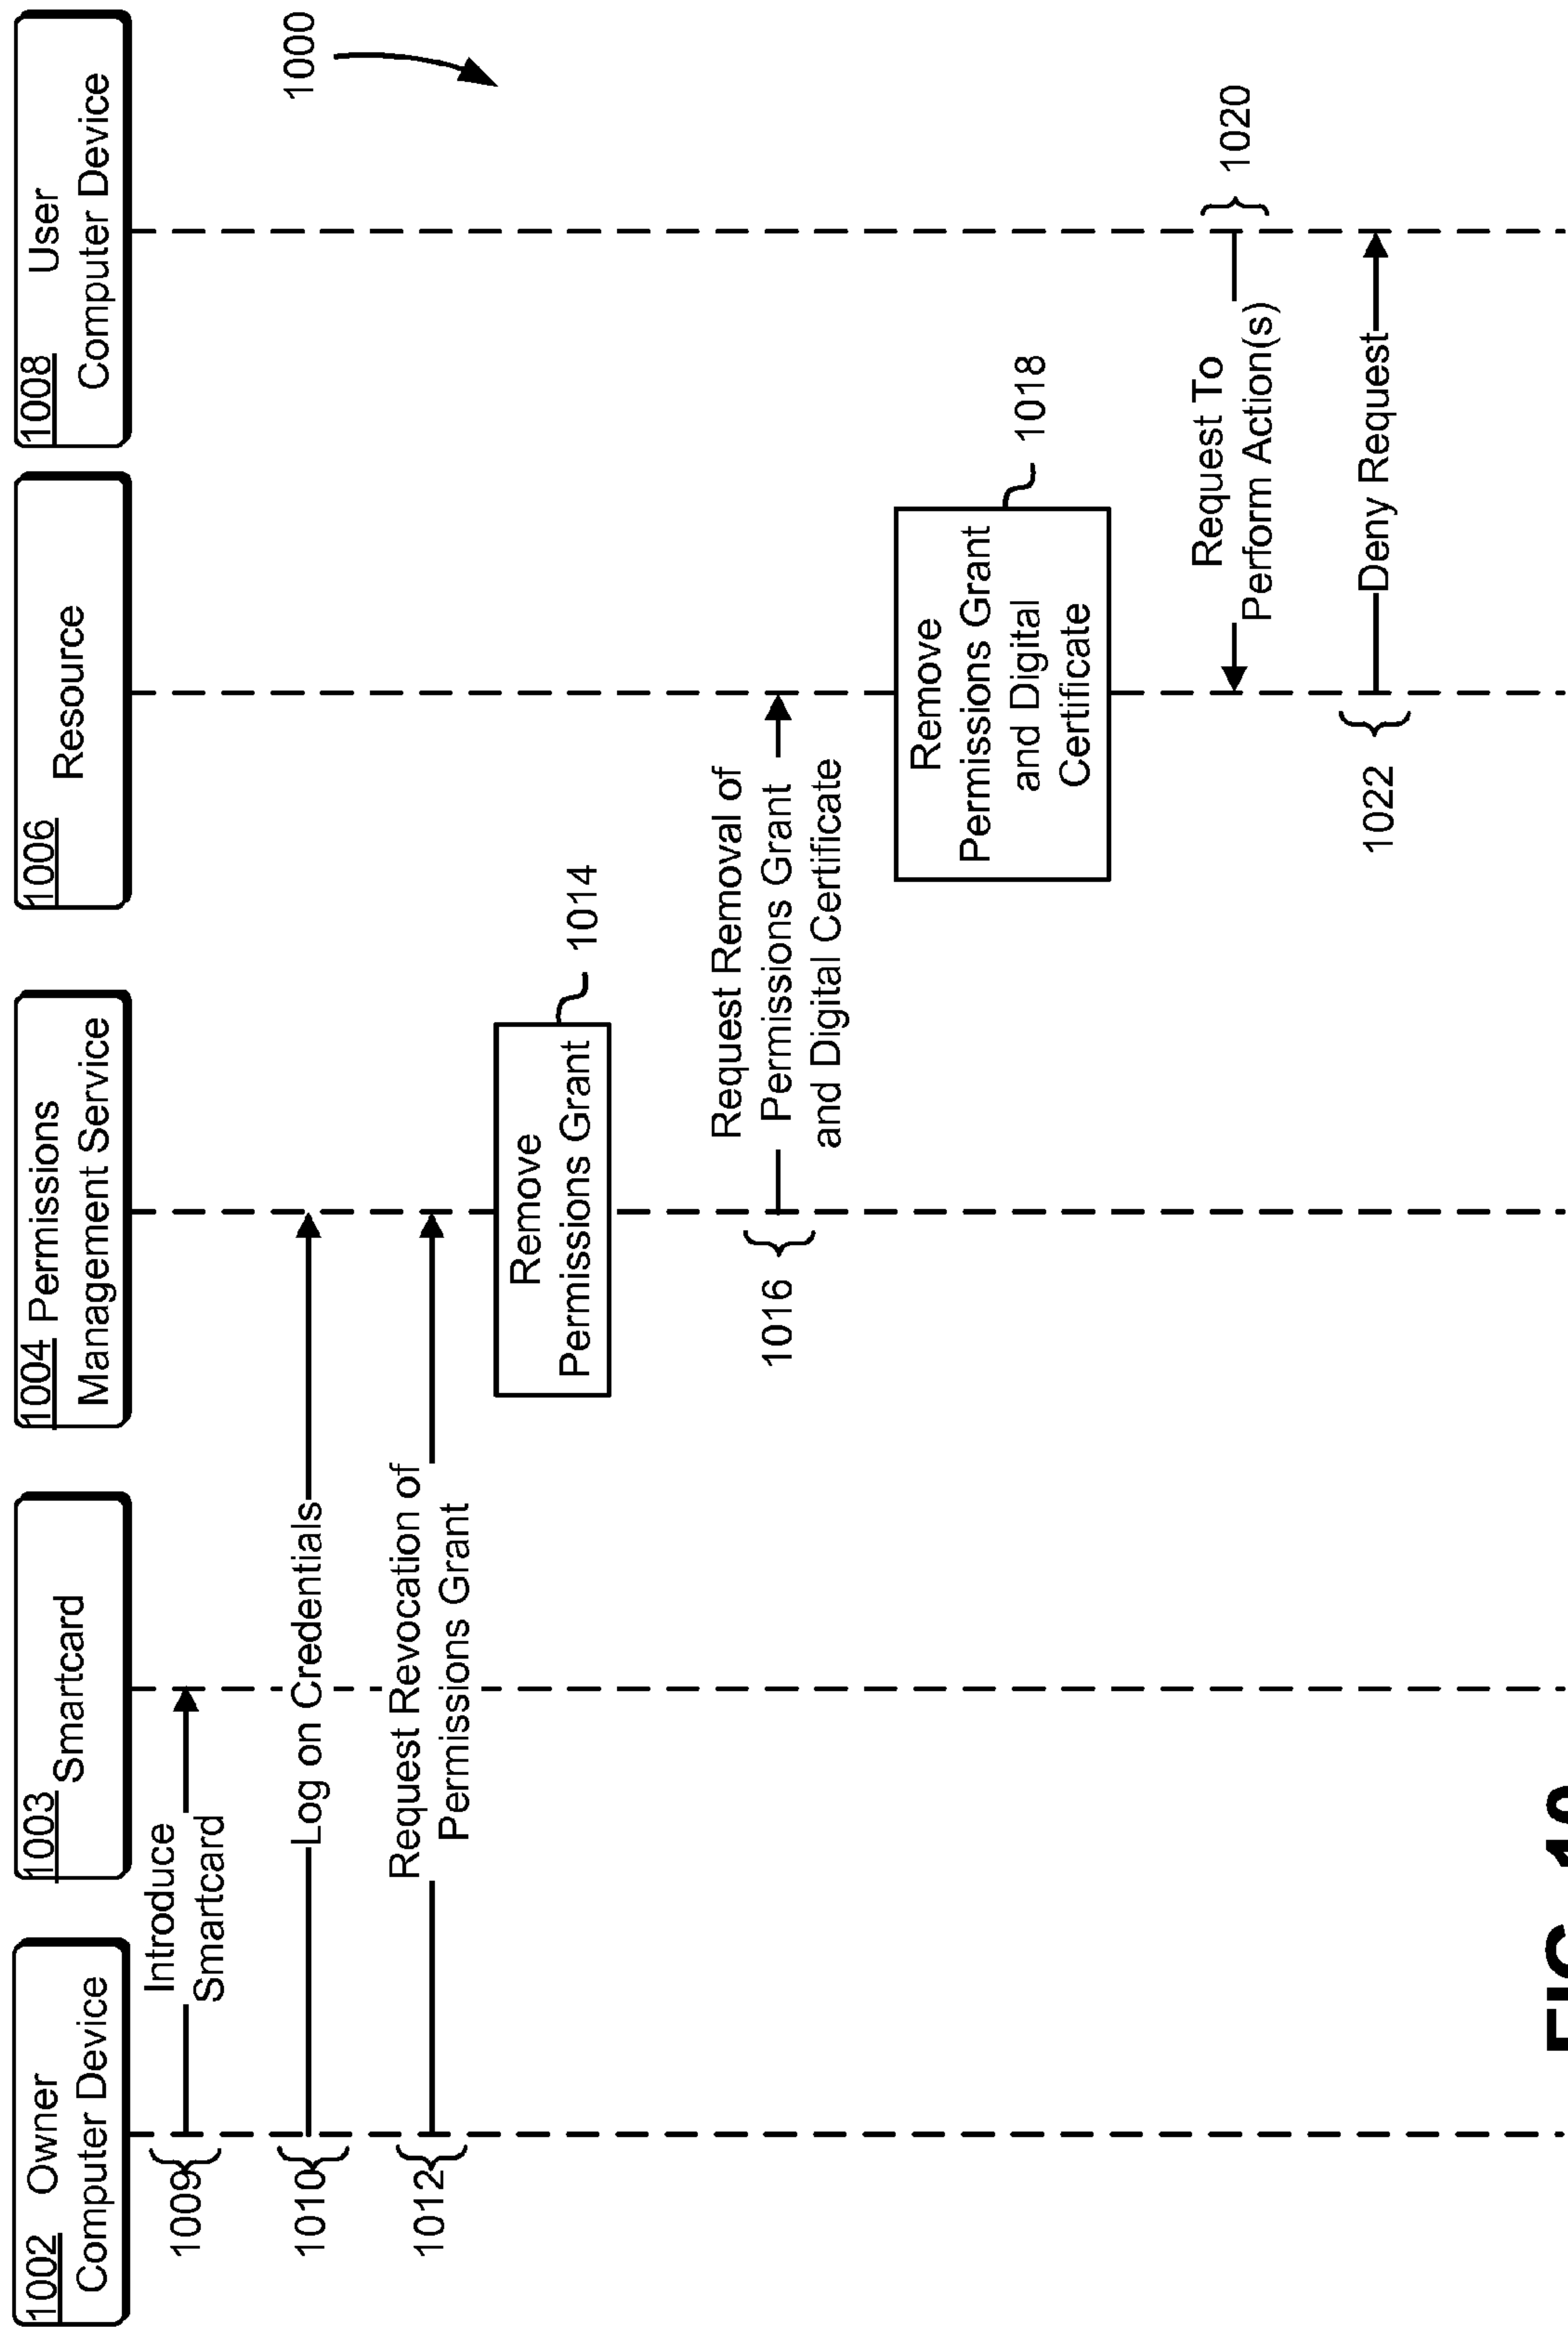 1002 Owner
Computer Device
1003
Smartcard
1004 Permissions
Management Service
1006
Resource
1008 User
Computer Device
1000
Introduce
Smartcard
1009
Log on Credentials
1010
Request Revocation of
Permissions Grant
1012
Remove
Permissions Grant
1014
Request Removal of
Permissions Grant
and Digital Certificate
1016
Remove
Permissions Grant
and Digital
Certificate
1018
Request To
Perform Action(s)
1020
Deny Request
1022
FIG. 10